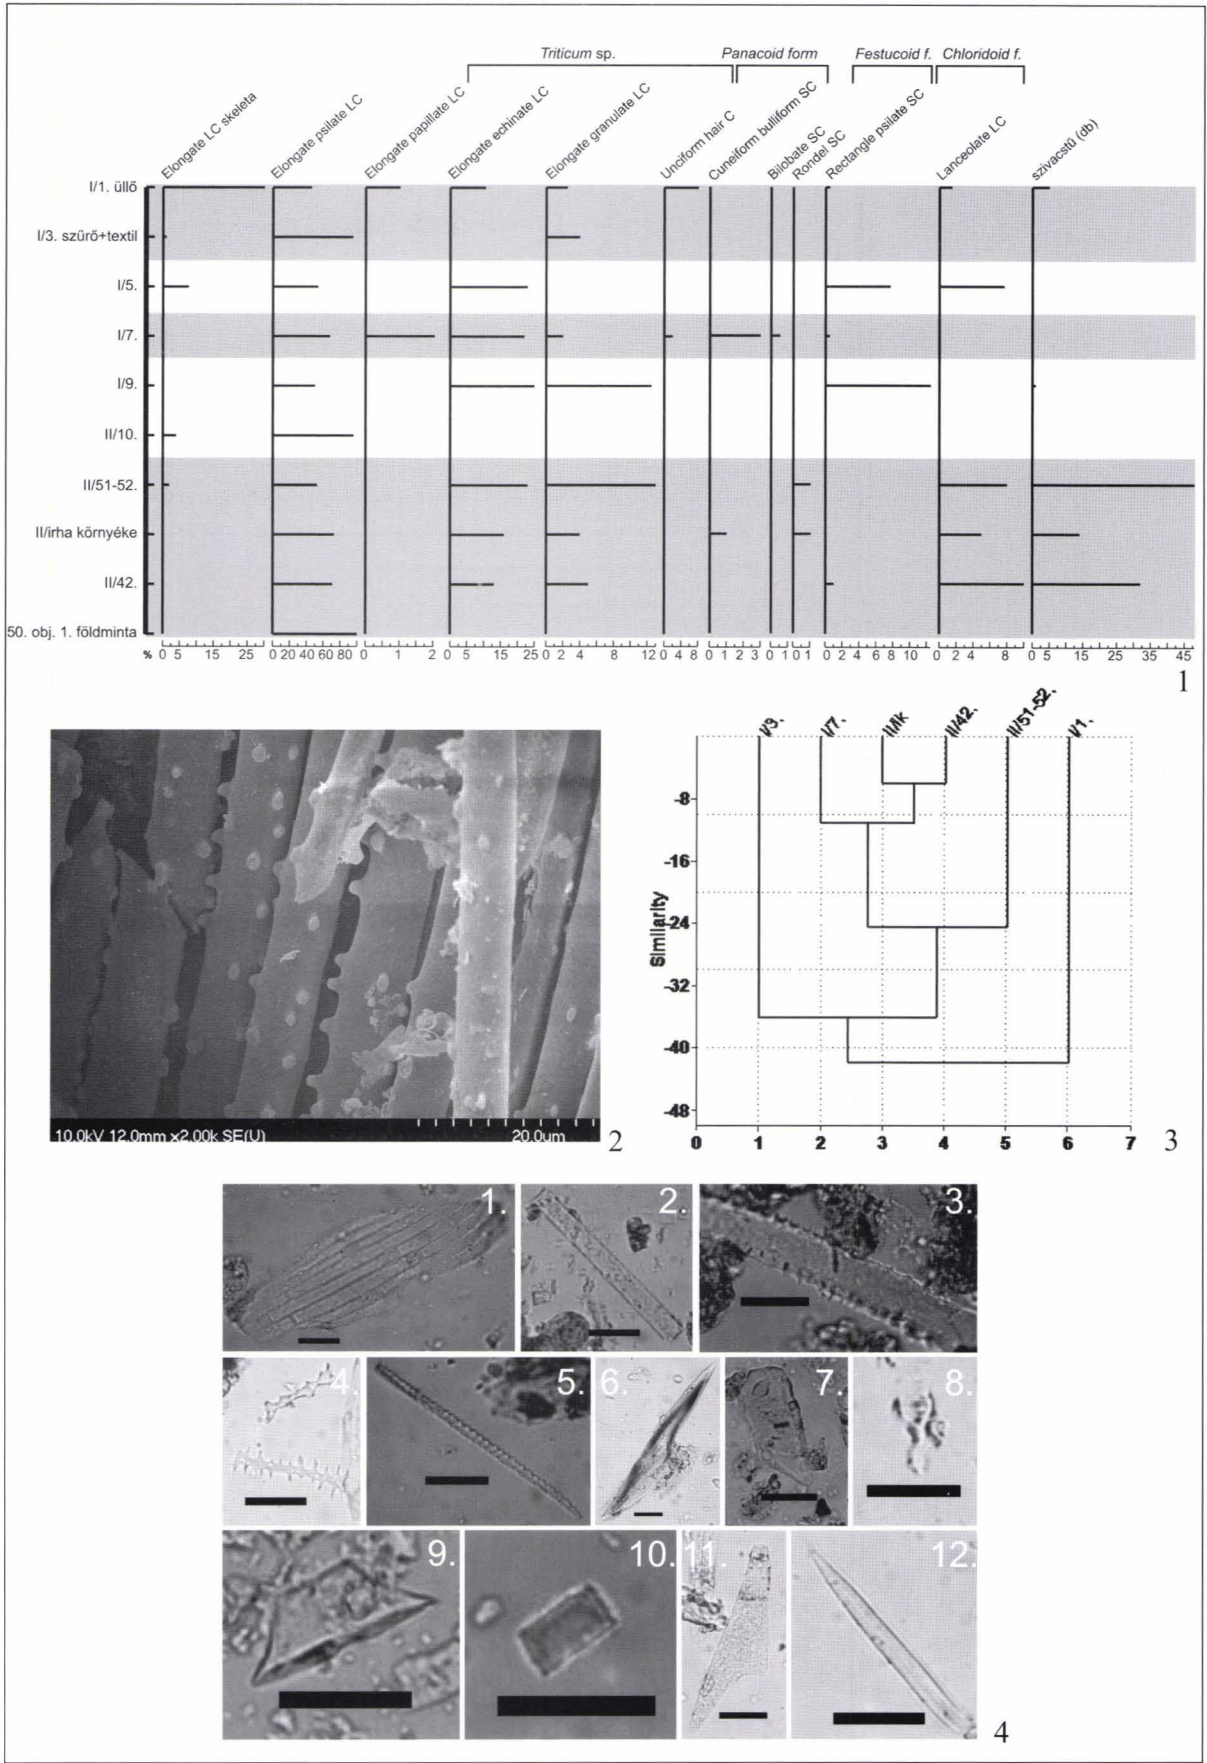 Triticum sp.
Panacoid form
Festucoid f.
Chloridoid f.
Elongate LC skeleta
Elongate psilate LC
Elongate papillate LC
Elongate echinate LC
Elongate granulate LC
Unciform hair C
Cuneiform bulliform SC
Bilobate SC
Rondel SC
Rectangle psilate SC
Lanceolate LC
szivacstű (db)
I/1. üllő
I/3. szűrő+textil
I/5.
I/7.
I/9.
II/10.
II/51-52.
II/irha környéke
II/42.
50. obj. 1. földminta
% 0 5 15 25 0 20 40 60 80 0 1 2 0 5 15 25 0 2 4 8 12 0 4 8 0 1 2 3 0 1 0 1 0 2 4 6 8 10 0 2 4 8 0 5 15 25 35 45
1
10.0kV 12.0mm x2.00k SE(U) 20.0um
2
I/3. I/7. II/ik II/42. II/51-52. I/1.
Similarity
-8
-16
-24
-32
-40
-48
0 1 2 3 4 5 6 7
3
1. 2. 3.
4. 5. 6. 7. 8.
9. 10. 11. 12.
4